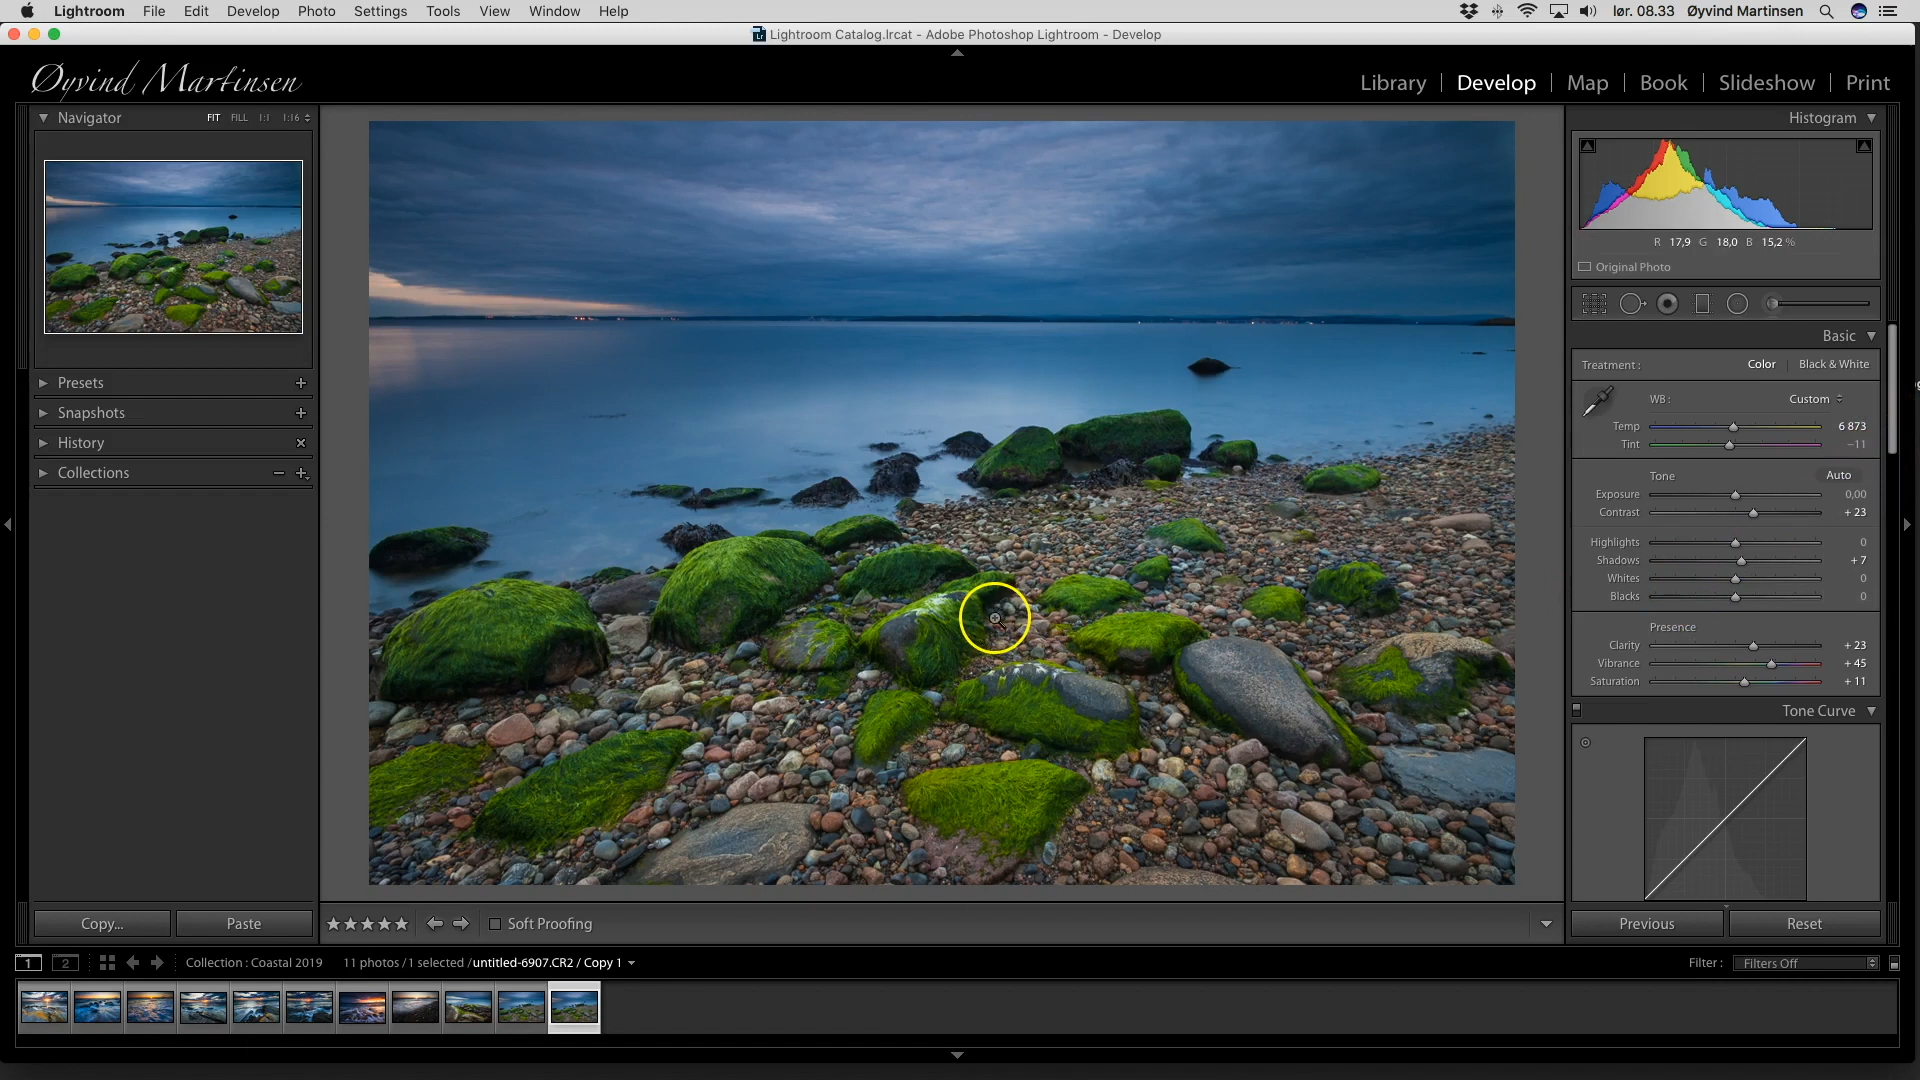 Lightroom File Edit Develop Photo Settings Tools View Window Help lør. 08.33 Øyvind Martinsen
Lightroom Catalog.lrcat - Adobe Photoshop Lightroom - Develop
Øyvind Martinsen
Library Develop Map Book Slideshow Print
Navigator FIT FILL 1:1 1:16
Presets +
Snapshots +
History ×
Collections − +
Copy...
Paste
Soft Proofing
Histogram
R 17,9 G 18,0 B 15,2 %
Original Photo
Basic
Treatment : Color Black & White
WB : Custom
Temp 6 873
Tint −11
Tone Auto
Exposure 0,00
Contrast + 23
Highlights 0
Shadows + 7
Whites 0
Blacks 0
Presence
Clarity + 23
Vibrance + 45
Saturation + 11
Tone Curve
Previous
Reset
1 2 Collection : Coastal 2019 11 photos / 1 selected / untitled-6907.CR2 / Copy 1 Filter : Filters Off